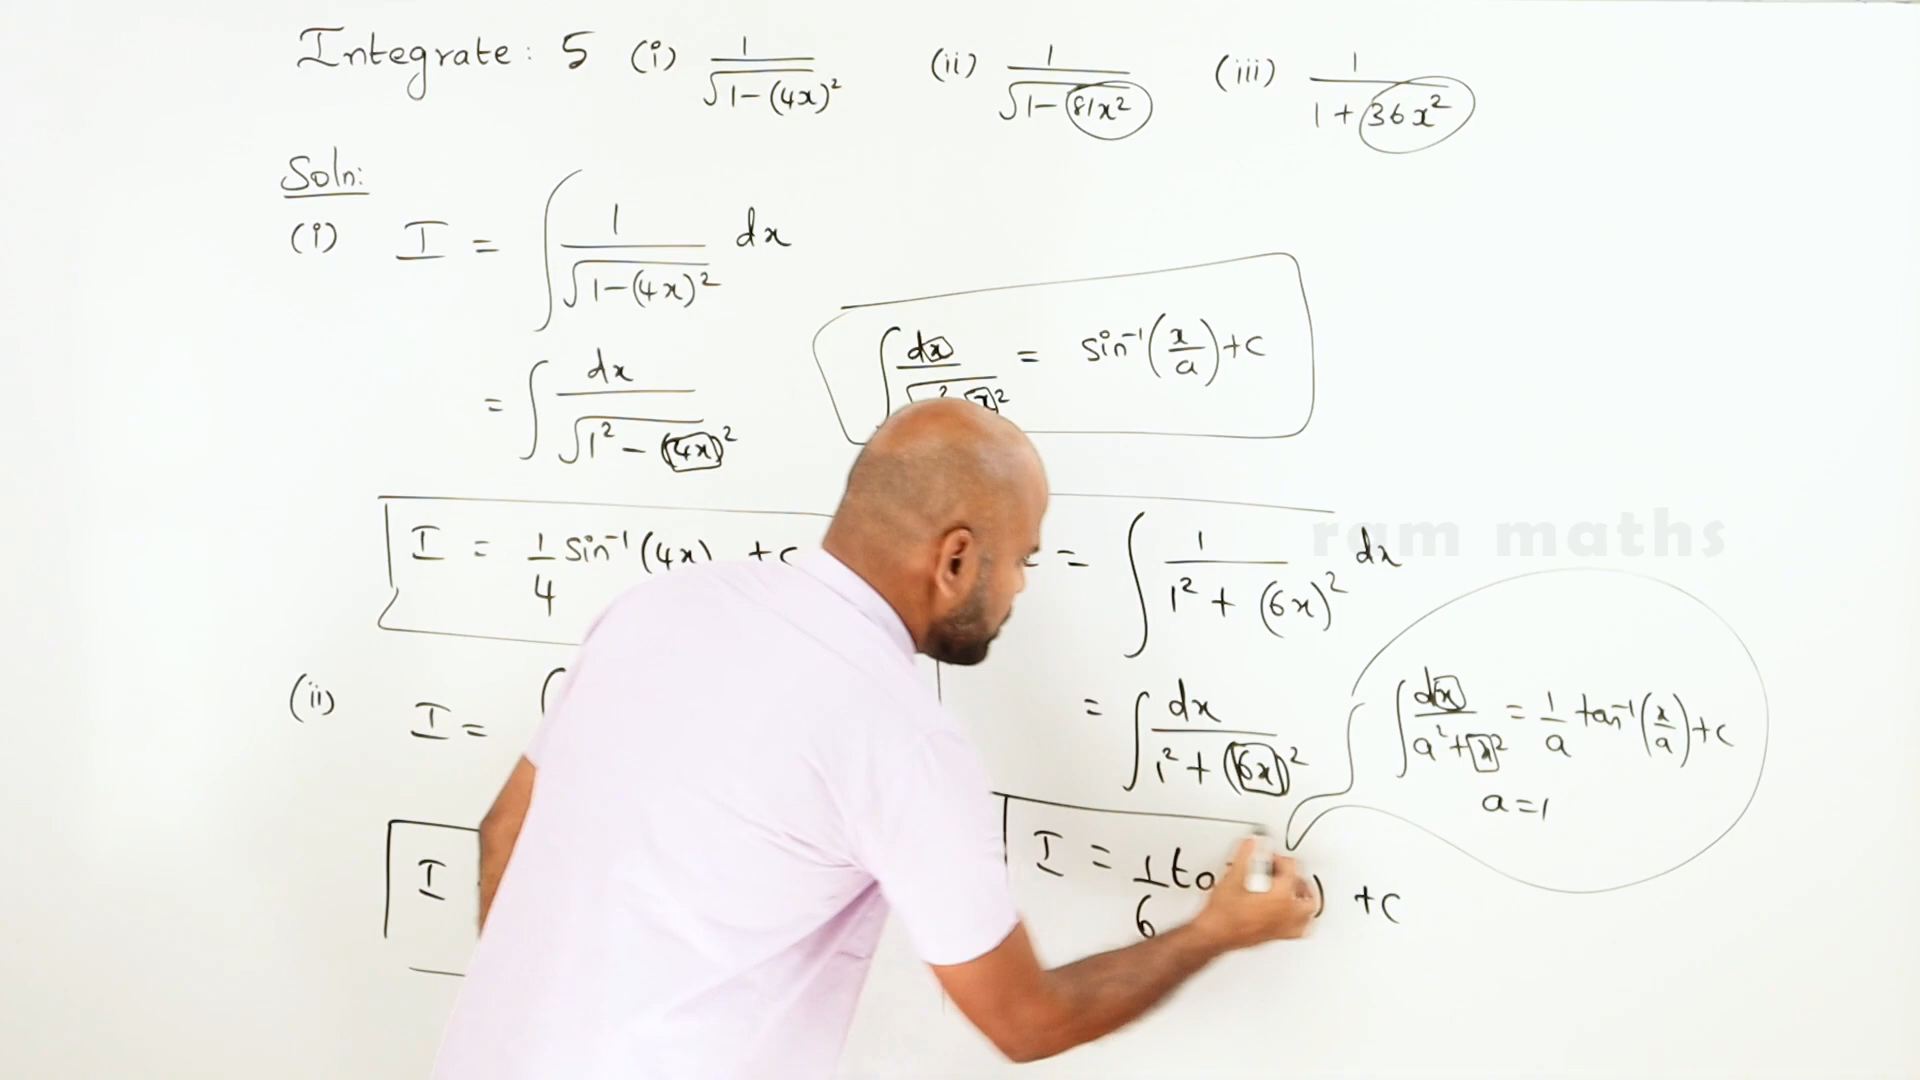 Integrate: 5 (i) 1/√1-(4x)² (ii) 1/√1-81x² (iii) 1/1+36x²
Soln:
(i) I = ∫ 1/√1-(4x)² dx
= ∫ dx/√1²-(4x)²
∫ dx = sin⁻¹(x/a)+c
I = 1/4 sin⁻¹(4x) +c
= ∫ 1/1²+(6x)² dx
ram maths
(ii) I =
= ∫ dx/1²+(6x)²
∫ dx/a²+x² = 1/a tan⁻¹(x/a)+c
a=1
I
I = 1/6 +c